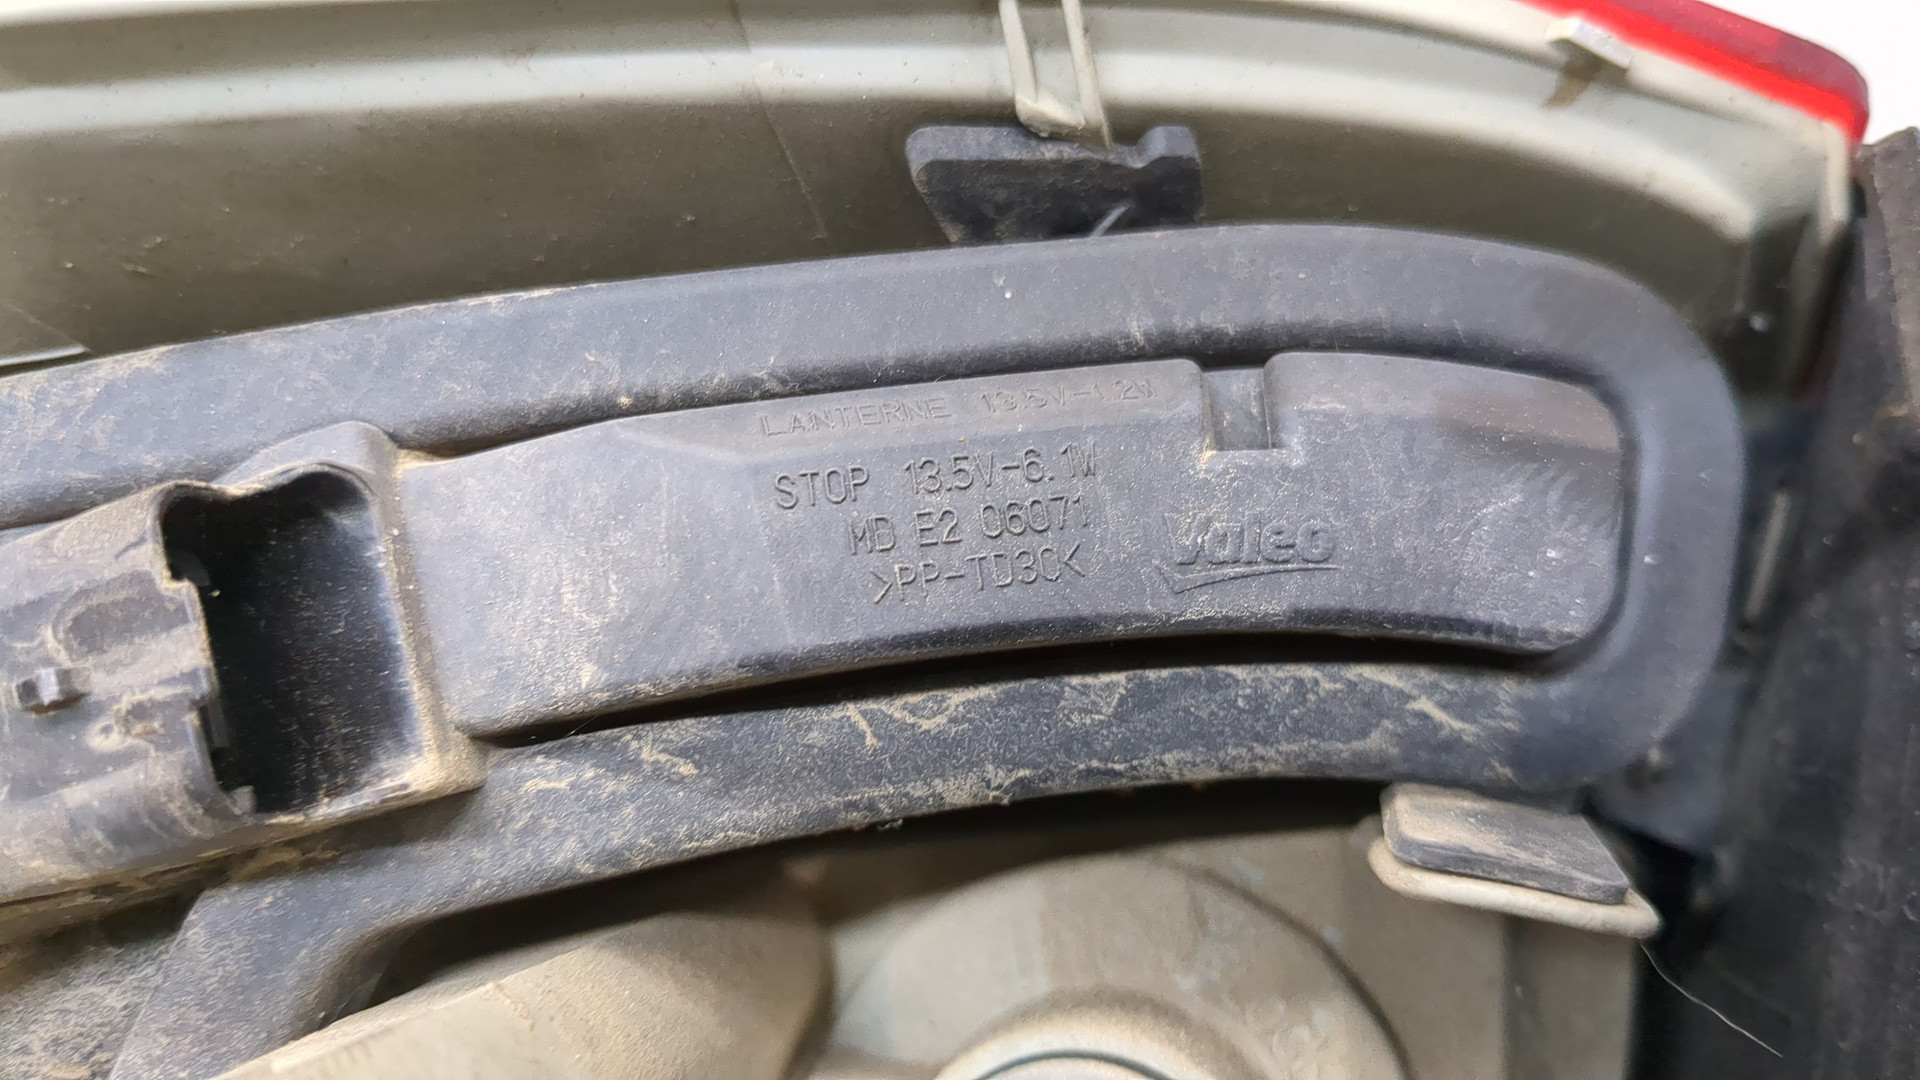 LANTERNE 13.5V-1.2W
STOP 13.5V-6.1W
MD E2 06071
>PP-TD30<
Valeo